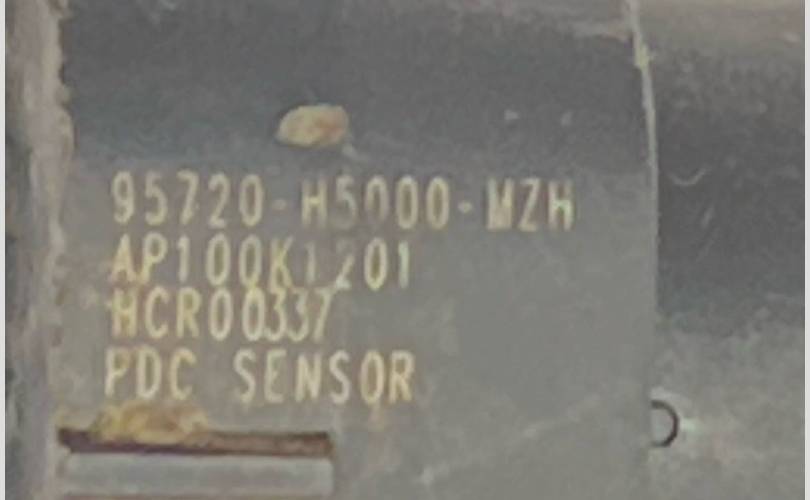 95720-H5000-MZH
AP100K1201
HCR00337
PDC SENSOR